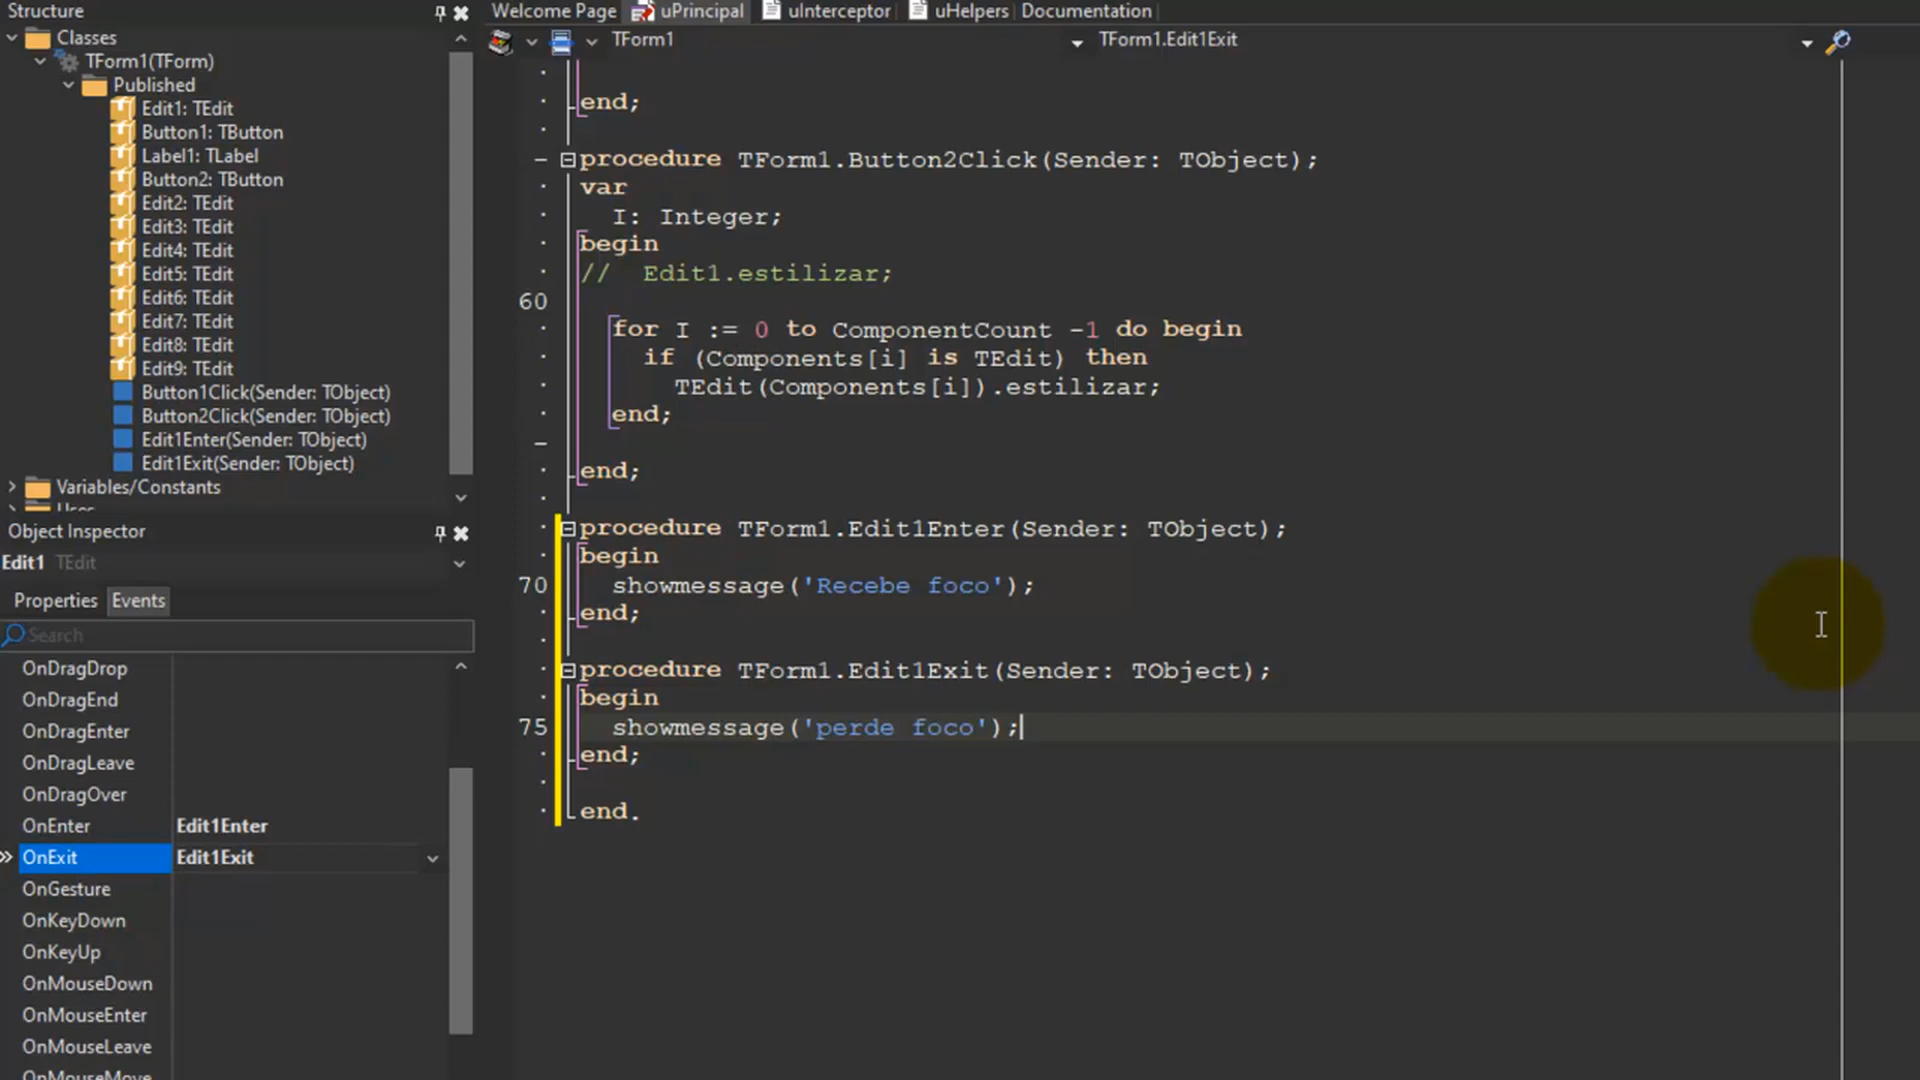 Structure
Classes
TForm1(TForm)
Published
Edit1: TEdit
Button1: TButton
Label1: TLabel
Button2: TButton
Edit2: TEdit
Edit3: TEdit
Edit4: TEdit
Edit5: TEdit
Edit6: TEdit
Edit7: TEdit
Edit8: TEdit
Edit9: TEdit
Button1Click(Sender: TObject)
Button2Click(Sender: TObject)
Edit1Enter(Sender: TObject)
Edit1Exit(Sender: TObject)
Variables/Constants
Uses
Object Inspector
Edit1 TEdit
Properties Events
Search
OnDragDrop
OnDragEnd
OnDragEnter
OnDragLeave
OnDragOver
OnEnter Edit1Enter
OnExit Edit1Exit
OnGesture
OnKeyDown
OnKeyUp
OnMouseDown
OnMouseEnter
OnMouseLeave
OnMouseMove
Welcome Page uPrincipal uInterceptor uHelpers Documentation
TForm1 TForm1.Edit1Exit
end;
procedure TForm1.Button2Click(Sender: TObject);
var
I: Integer;
begin
// Edit1.estilizar;
60
for I := 0 to ComponentCount -1 do begin
if (Components[i] is TEdit) then
TEdit(Components[i]).estilizar;
end;
end;
procedure TForm1.Edit1Enter(Sender: TObject);
begin
70 showmessage('Recebe foco');
end;
procedure TForm1.Edit1Exit(Sender: TObject);
begin
75 showmessage('perde foco');
end;
end.